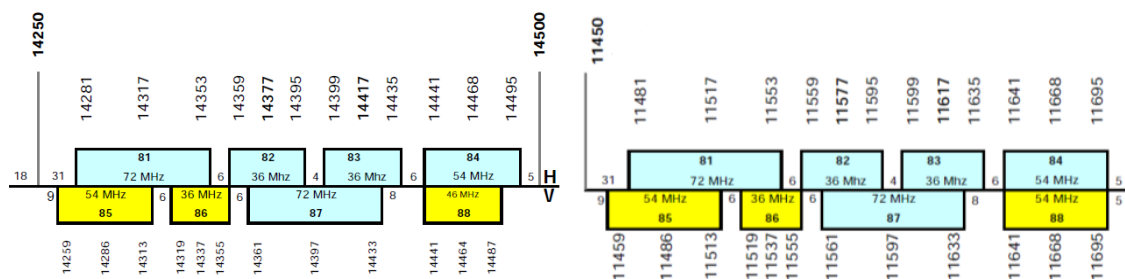 14250
14500
11450
14281 14317 14353 14359 14377 14395 14399 14417 14435 14441 14468 14495
11481 11517 11553 11559 11577 11595 11599 11617 11635 11641 11668 11695
81 82 83 84
81 82 83 84
18 31 72 MHz 6 36 Mhz 4 36 Mhz 6 54 MHz 5 H
31 72 MHz 6 36 Mhz 4 36 Mhz 6 54 MHz 5
9 54 MHz 6 36 MHz 6 72 MHz 8 46 MHz V
9 54 MHz 6 36 MHz 6 72 MHz 8 54 MHz 5
85 86 87 88
85 86 87 88
14259 14286 14313 14319 14337 14355 14361 14397 14433 14441 14464 14487
11459 11486 11513 11519 11537 11555 11561 11597 11633 11641 11668 11695